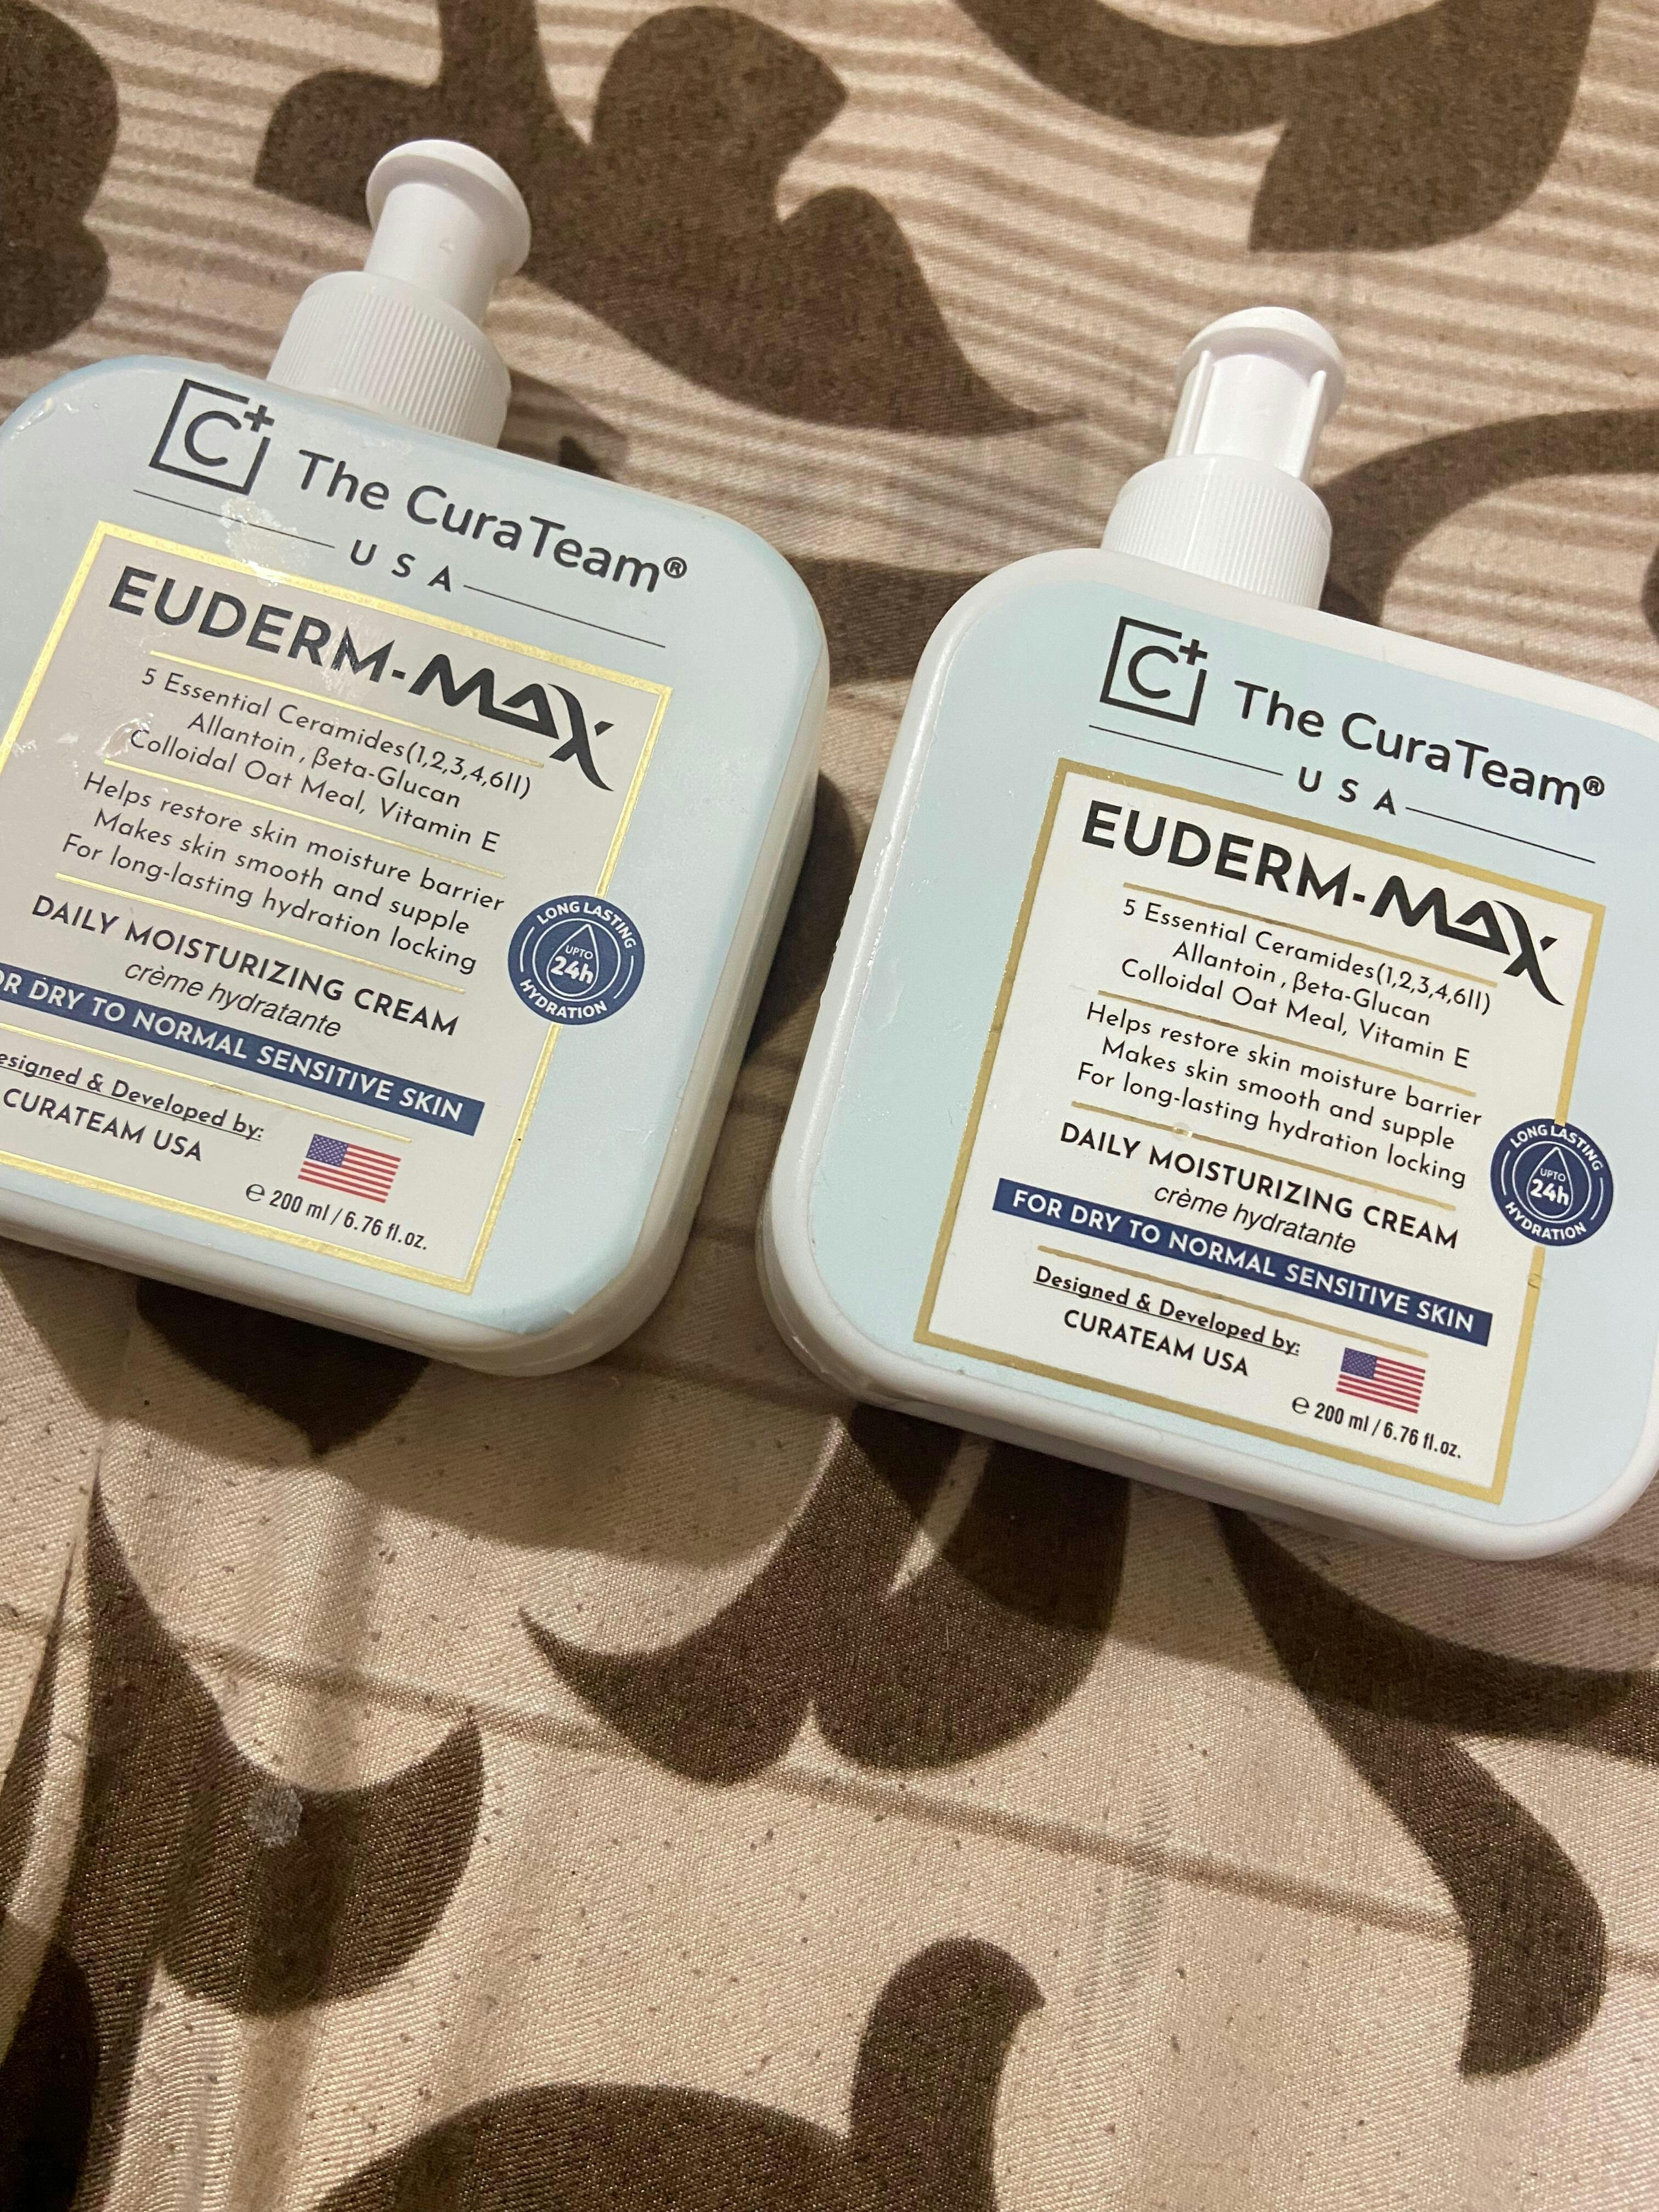 C+ The CuraTeam®
USA
EUDERM-MAX
5 Essential Ceramides(1,2,3,4,6II)
Allantoin, βeta-Glucan
Colloidal Oat Meal, Vitamin E
Helps restore skin moisture barrier
Makes skin smooth and supple
For long-lasting hydration locking
LONG LASTING
UPTO
24h
HYDRATION
DAILY MOISTURIZING CREAM
crème hydratante
OR DRY TO NORMAL SENSITIVE SKIN
esigned & Developed by:
CURATEAM USA
℮ 200 ml / 6.76 fl.oz.
C+ The CuraTeam®
USA
EUDERM-MAX
5 Essential Ceramides(1,2,3,4,6II)
Allantoin, βeta-Glucan
Colloidal Oat Meal, Vitamin E
Helps restore skin moisture barrier
Makes skin smooth and supple
For long-lasting hydration locking
LONG LASTING
UPTO
24h
HYDRATION
DAILY MOISTURIZING CREAM
crème hydratante
FOR DRY TO NORMAL SENSITIVE SKIN
Designed & Developed by:
CURATEAM USA
℮ 200 ml / 6.76 fl.oz.